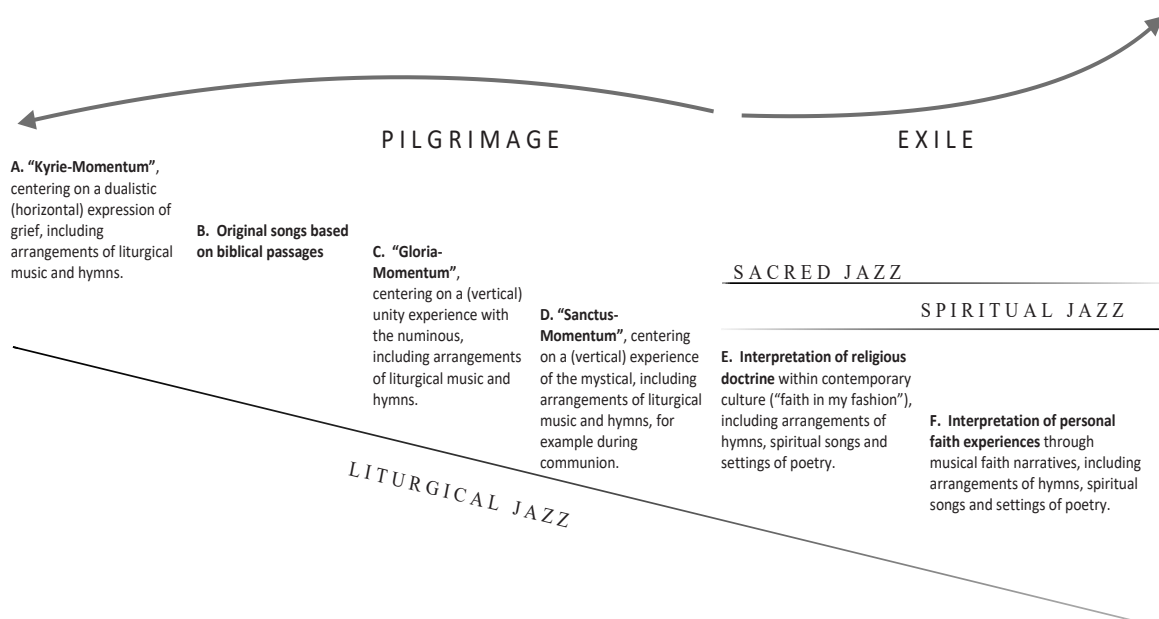 PILGRIMAGE
EXILE
A. “Kyrie-Momentum”,
centering on a dualistic
(horizontal) expression of
grief, including
arrangements of liturgical
music and hymns.
B. Original songs based
on biblical passages
C. “Gloria-
Momentum”,
centering on a (vertical)
unity experience with
the numinous,
including arrangements
of liturgical music and
hymns.
D. “Sanctus-
Momentum”, centering
on a (vertical) experience
of the mystical, including
arrangements of liturgical
music and hymns, for
example during
communion.
SACRED JAZZ
SPIRITUAL JAZZ
E. Interpretation of religious
doctrine within contemporary
culture (“faith in my fashion”),
including arrangements of
hymns, spiritual songs and
settings of poetry.
F. Interpretation of personal
faith experiences through
musical faith narratives, including
arrangements of hymns, spiritual
songs and settings of poetry.
LITURGICAL JAZZ